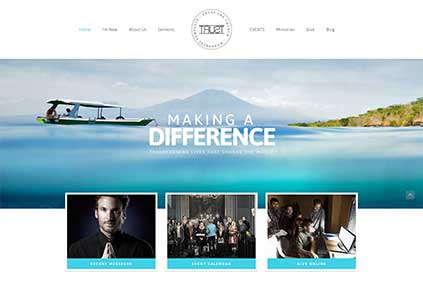 Home
I'm New
About Us
Sermons
TRUST
EVENTS
Ministries
Give
Blog
MAKING A
DIFFERENCE
TRANSFORMING LIVES THAT CHANGE THE WORLD
RECENT MESSAGES
EVENT CALENDAR
GIVE ONLINE